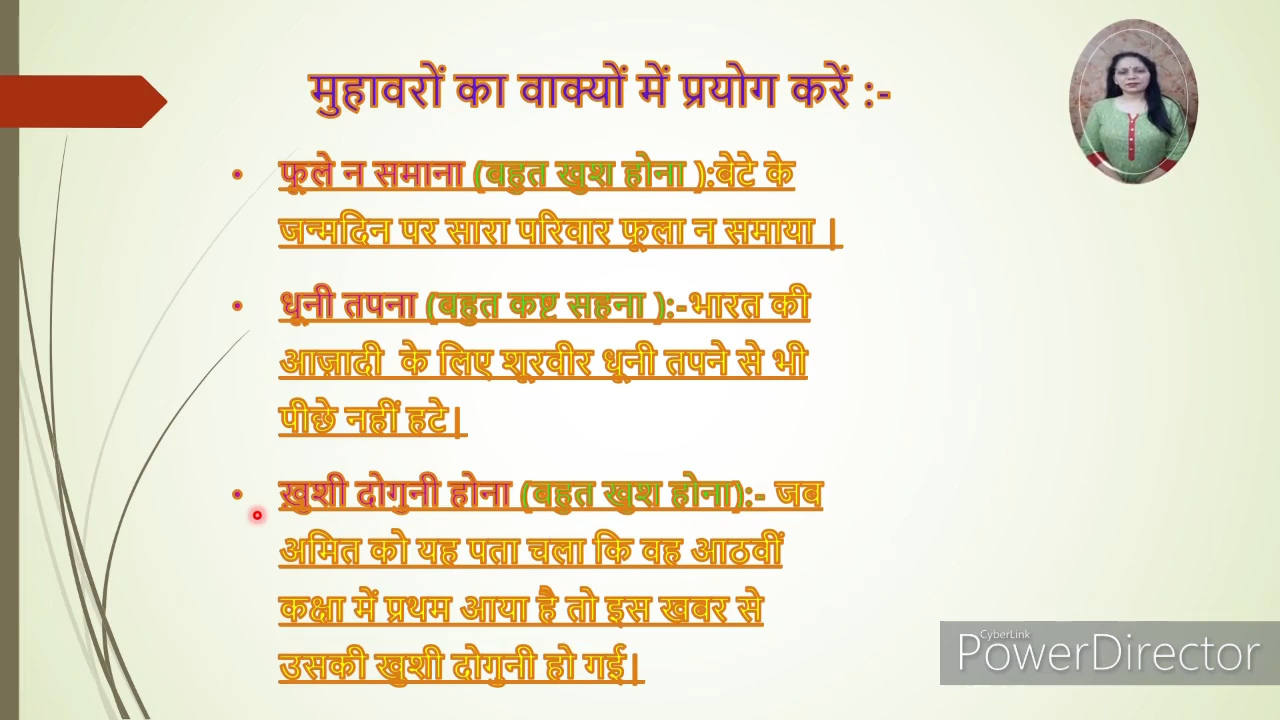 मुहावरों का वाक्यों में प्रयोग करें :-
• फूले न समाना (बहुत खुश होना ):बेटे के
जन्मदिन पर सारा परिवार फूला न समाया |
• धूनी तपना (बहुत कष्ट सहना ):-भारत की
आज़ादी के लिए शूरवीर धूनी तपने से भी
पीछे नहीं हटे|
• ख़ुशी दोगुनी होना (बहुत खुश होना):- जब
अमित को यह पता चला कि वह आठवीं
कक्षा में प्रथम आया है तो इस खबर से
उसकी खुशी दोगुनी हो गई|
CyberLink
PowerDirector